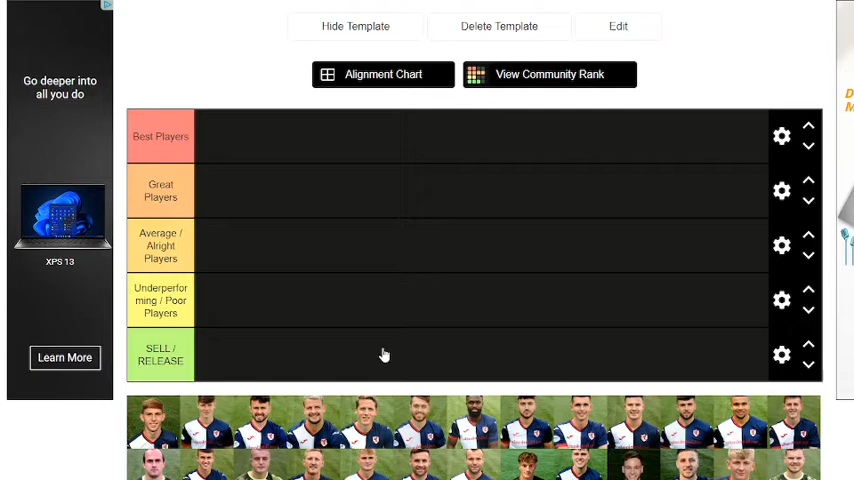 Hide Template
Delete Template
Edit
Alignment Chart
View Community Rank
Go deeper into
all you do
XPS 13
Learn More
Best Players
Great
Players
Average /
Alright
Players
Underperfor
ming / Poor
Players
SELL /
RELEASE